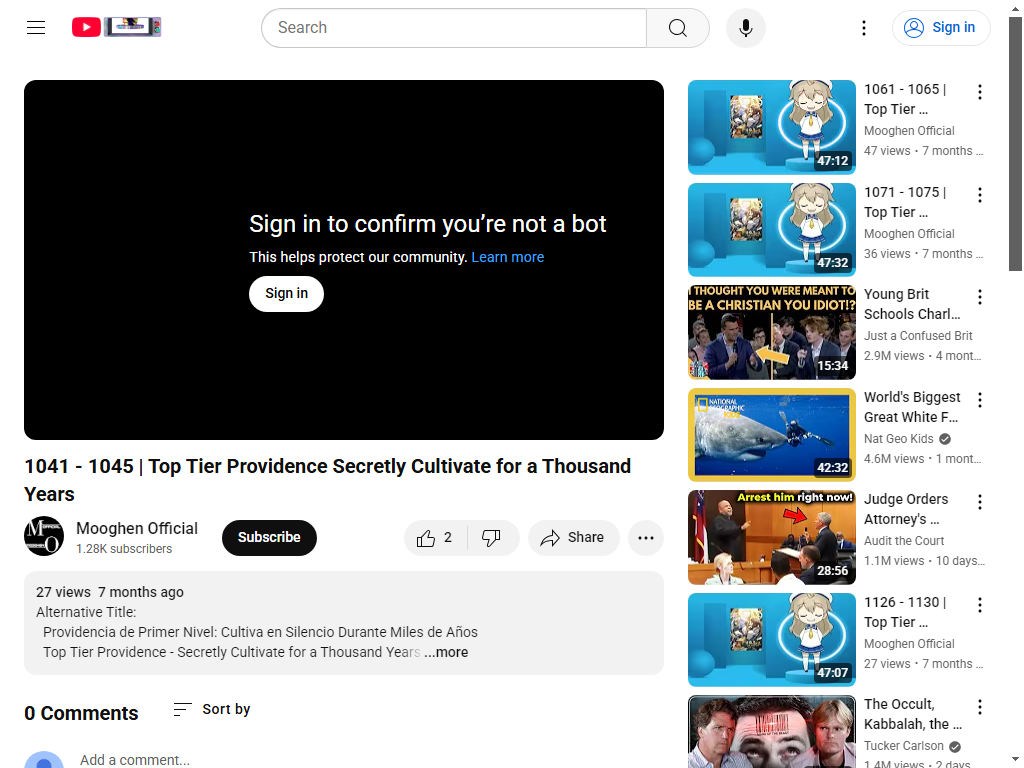 Search
Sign in
Sign in to confirm you’re not a bot
This helps protect our community. Learn more
Sign in
1041 - 1045 | Top Tier Providence Secretly Cultivate for a Thousand
Years
Mooghen Official
1.28K subscribers
Subscribe
2
Share
27 views 7 months ago
Alternative Title:
Providencia de Primer Nivel: Cultiva en Silencio Durante Miles de Años
Top Tier Providence - Secretly Cultivate for a Thousand Years ...more
0 Comments
Sort by
Add a comment...
47:12
1061 - 1065 |
Top Tier ...
Mooghen Official
47 views • 7 months ...
47:32
1071 - 1075 |
Top Tier ...
Mooghen Official
36 views • 7 months ...
I THOUGHT YOU WERE MEANT TO
BE A CHRISTIAN YOU IDIOT!?
15:34
Young Brit
Schools Charl...
Just a Confused Brit
2.9M views • 4 mont...
NATIONAL
GEOGRAPHIC
KiDS
42:32
World's Biggest
Great White F...
Nat Geo Kids
4.6M views • 1 mont...
Arrest him right now!
28:56
Judge Orders
Attorney's ...
Audit the Court
1.1M views • 10 days...
47:07
1126 - 1130 |
Top Tier ...
Mooghen Official
27 views • 7 months ...
The Occult,
Kabbalah, the ...
Tucker Carlson
1.4M views • 2 days